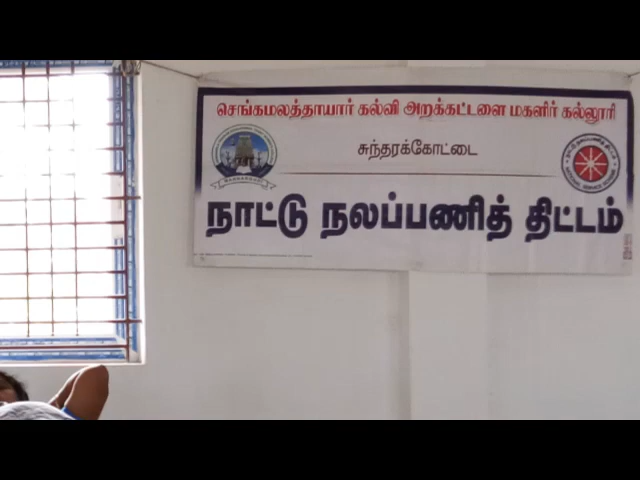 செங்கமலத்தாயார் கல்வி அறக்கட்டளை மகளிர் கல்லூரி
சுந்தரக்கோட்டை
நாட்டு நலப்பணித் திட்டம்